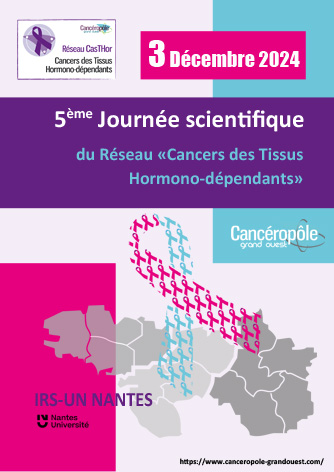 Cancéropôle
grand ouest
Réseau CasTHor
Cancers des Tissus
Hormono-dépendants
3 Décembre 2024
5ème Journée scientifique
du Réseau «Cancers des Tissus
Hormono-dépendants»
Cancéropôle
grand ouest
IRS-UN NANTES
Nantes
Université
https://www.canceropole-grandouest.com/